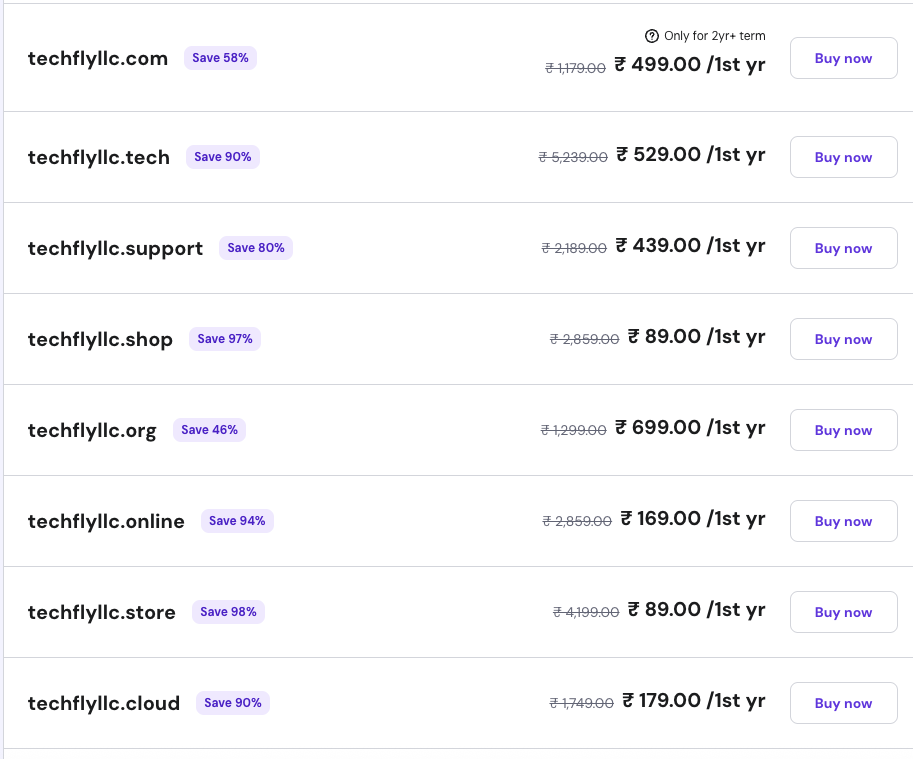 Only for 2yr+ term
techflyllc.com Save 58% ₹ 1,179.00 ₹ 499.00 /1st yr Buy now
techflyllc.tech Save 90% ₹ 5,239.00 ₹ 529.00 /1st yr Buy now
techflyllc.support Save 80% ₹ 2,189.00 ₹ 439.00 /1st yr Buy now
techflyllc.shop Save 97% ₹ 2,859.00 ₹ 89.00 /1st yr Buy now
techflyllc.org Save 46% ₹ 1,299.00 ₹ 699.00 /1st yr Buy now
techflyllc.online Save 94% ₹ 2,859.00 ₹ 169.00 /1st yr Buy now
techflyllc.store Save 98% ₹ 4,199.00 ₹ 89.00 /1st yr Buy now
techflyllc.cloud Save 90% ₹ 1,749.00 ₹ 179.00 /1st yr Buy now